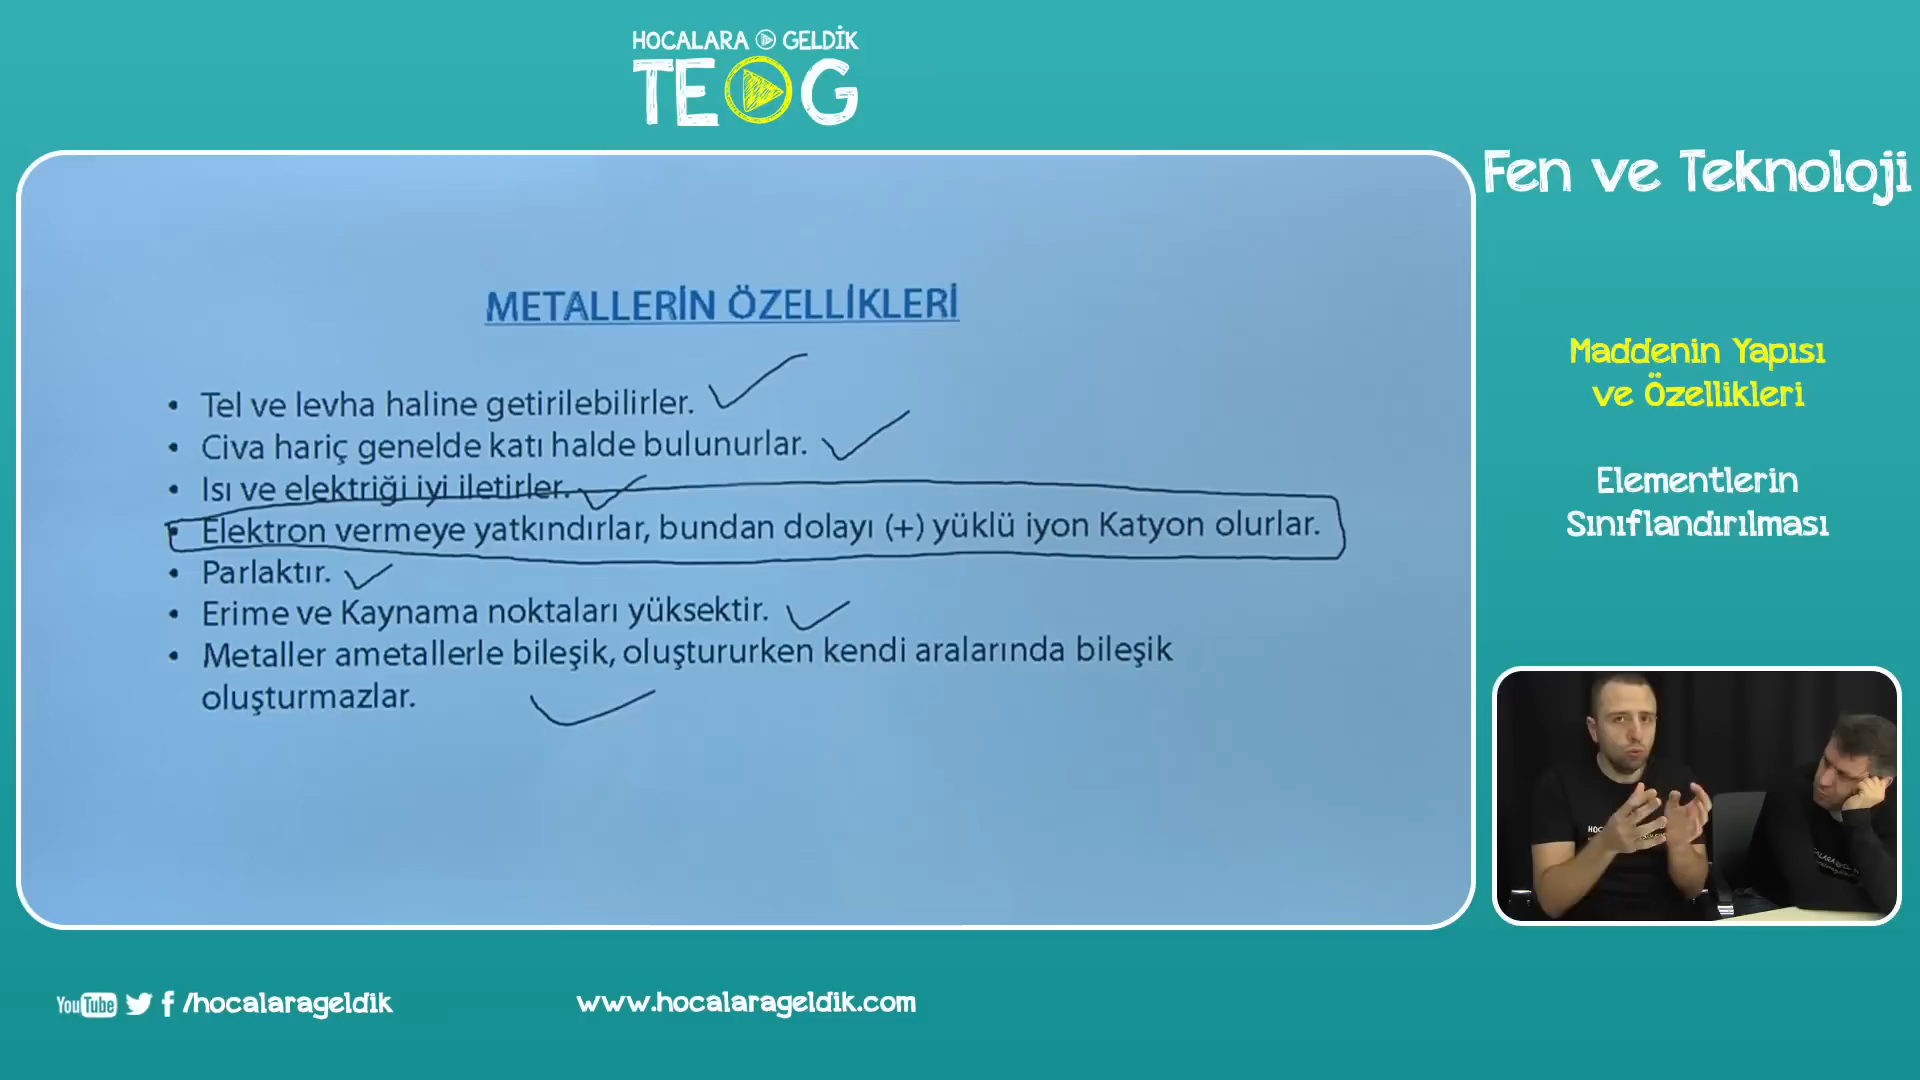 HOCALARA GELDİK
TEOG
Fen ve Teknoloji
METALLERİN ÖZELLİKLERİ
• Tel ve levha haline getirilebilirler.
• Civa hariç genelde katı halde bulunurlar.
• Isı ve elektriği iyi iletirler.
• Elektron vermeye yatkındırlar, bundan dolayı (+) yüklü iyon Katyon olurlar.
• Parlaktır.
• Erime ve Kaynama noktaları yüksektir.
• Metaller ametallerle bileşik, oluştururken kendi aralarında bileşik
oluşturmazlar.
Maddenin Yapısı
ve Özellikleri
Elementlerin
Sınıflandırılması
YouTube f /hocalarageldik
www.hocalarageldik.com